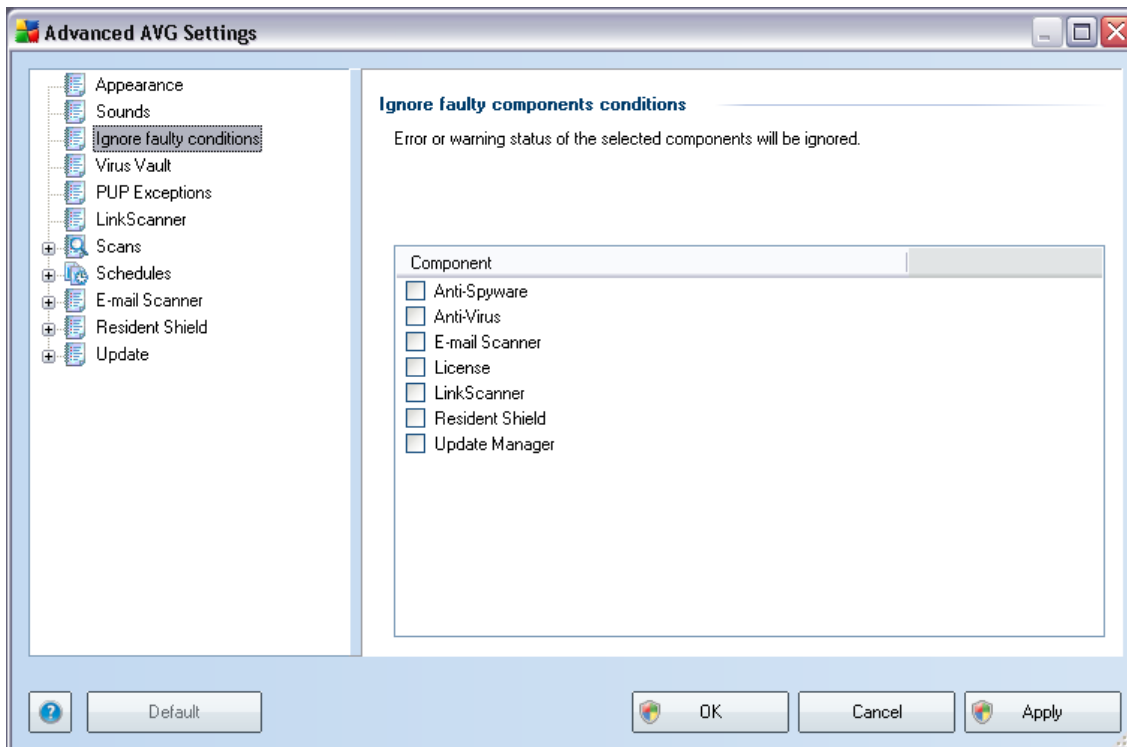 Advanced AVG Settings
Appearance
Sounds
Ignore faulty conditions
Virus Vault
PUP Exceptions
LinkScanner
Scans
Schedules
E-mail Scanner
Resident Shield
Update
Ignore faulty components conditions
Error or warning status of the selected components will be ignored.
Component
Anti-Spyware
Anti-Virus
E-mail Scanner
License
LinkScanner
Resident Shield
Update Manager
Default
OK
Cancel
Apply